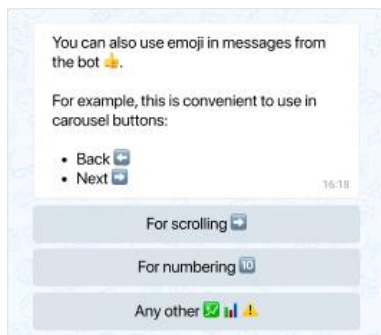 You can also use emoji in messages from
the bot 👍.
For example, this is convenient to use in
carousel buttons:
• Back ⬅️
• Next ➡️
16:18
For scrolling ➡️
For numbering 🔟
Any other 💹 📊 ⚠️